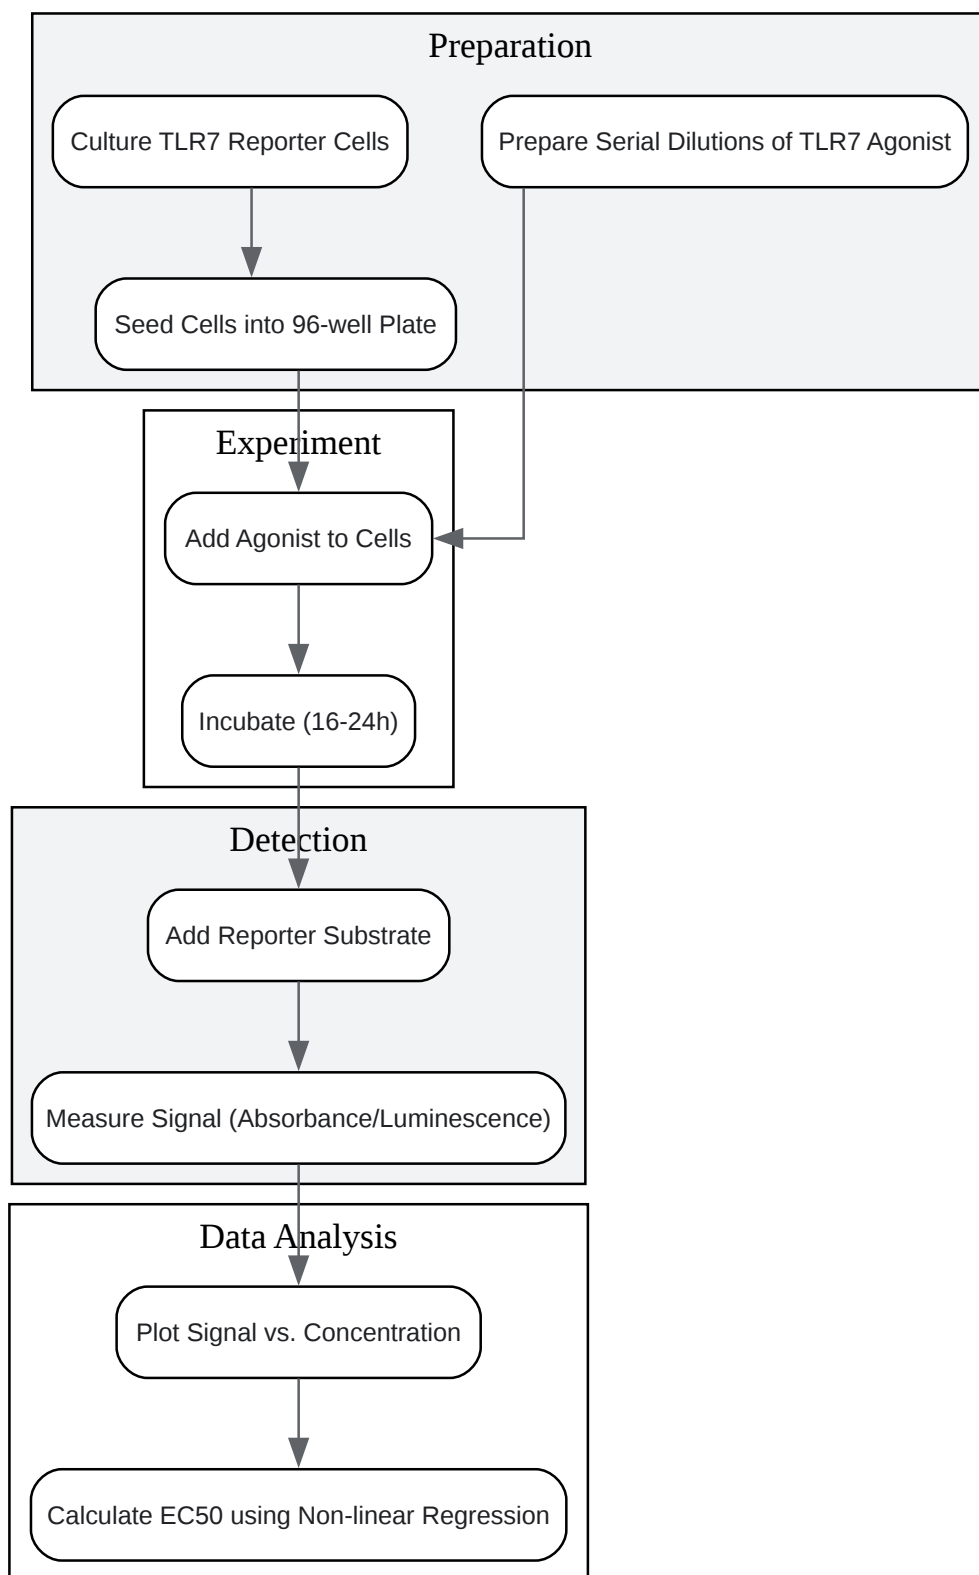 Preparation
Culture TLR7 Reporter Cells
Prepare Serial Dilutions of TLR7 Agonist
Seed Cells into 96-well Plate
Experiment
Add Agonist to Cells
Incubate (16-24h)
Detection
Add Reporter Substrate
Measure Signal (Absorbance/Luminescence)
Data Analysis
Plot Signal vs. Concentration
Calculate EC50 using Non-linear Regression